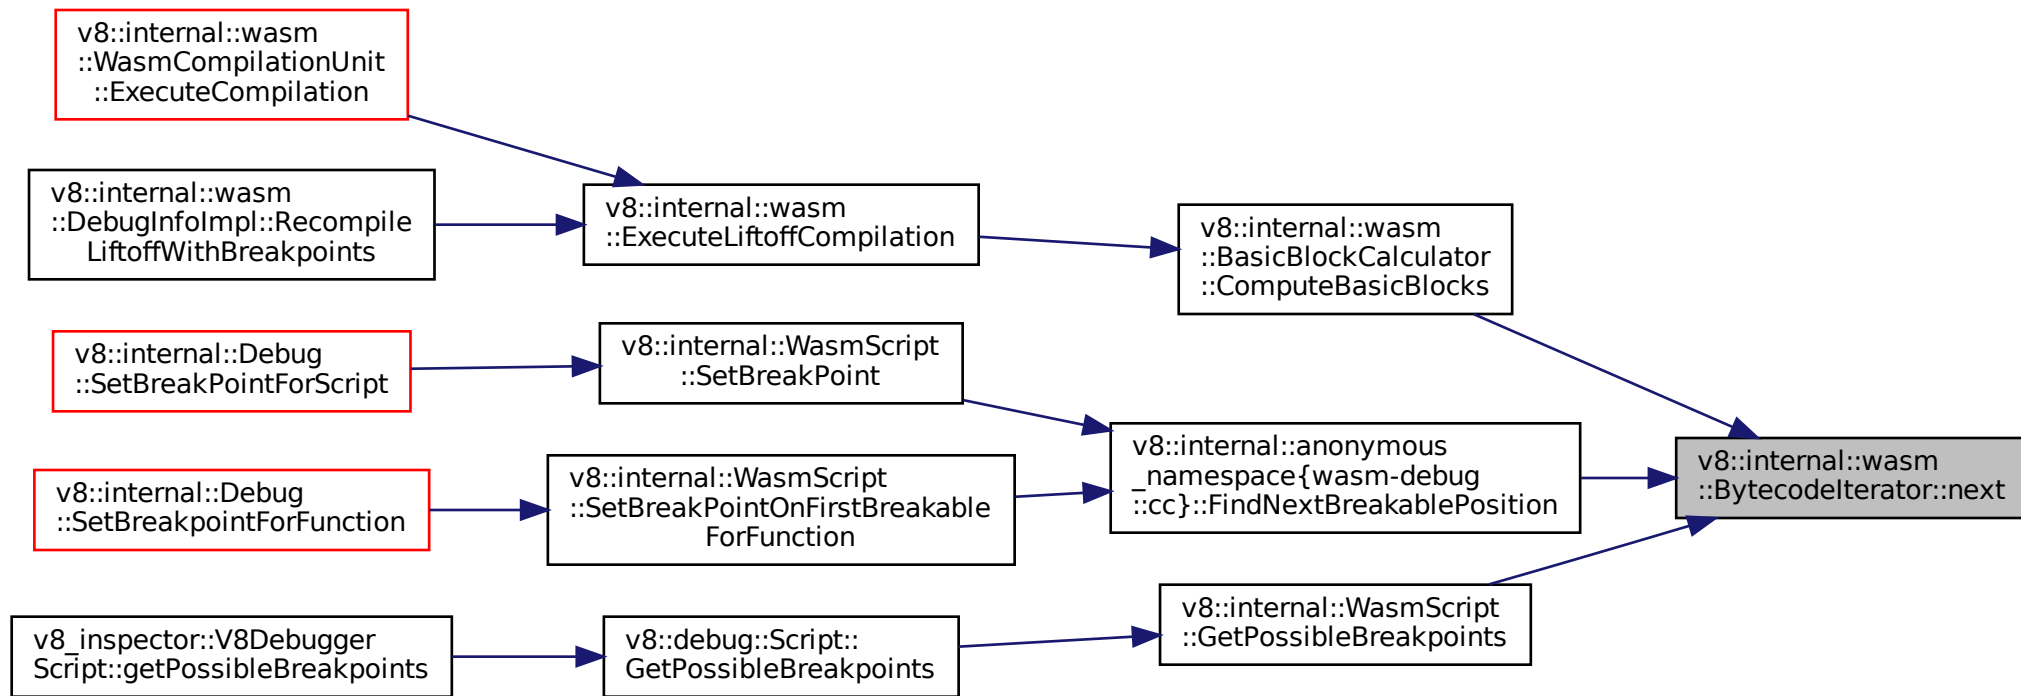 v8::internal::wasm
::WasmCompilationUnit
::ExecuteCompilation
v8::internal::wasm
::DebugInfoImpl::Recompile
LiftoffWithBreakpoints
v8::internal::wasm
::ExecuteLiftoffCompilation
v8::internal::wasm
::BasicBlockCalculator
::ComputeBasicBlocks
v8::internal::Debug
::SetBreakPointForScript
v8::internal::WasmScript
::SetBreakPoint
v8::internal::anonymous
_namespace{wasm-debug
::cc}::FindNextBreakablePosition
v8::internal::wasm
::BytecodeIterator::next
v8::internal::Debug
::SetBreakpointForFunction
v8::internal::WasmScript
::SetBreakPointOnFirstBreakable
ForFunction
v8::internal::WasmScript
::GetPossibleBreakpoints
v8_inspector::V8Debugger
Script::getPossibleBreakpoints
v8::debug::Script::
GetPossibleBreakpoints